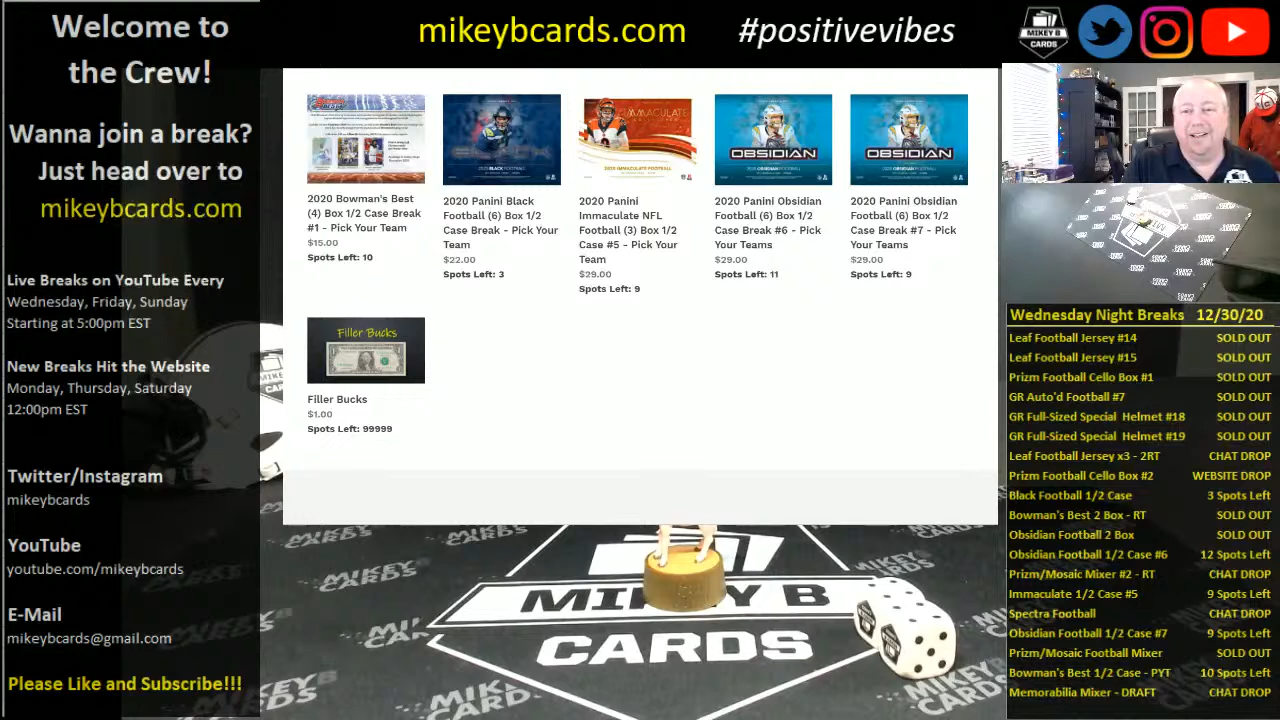 Welcome to
the Crew!
Wanna join a break?
Just head over to
mikeybcards.com
Live Breaks on YouTube Every
Wednesday, Friday, Sunday
Starting at 5:00pm EST
New Breaks Hit the Website
Monday, Thursday, Saturday
12:00pm EST
Twitter/Instagram
mikeybcards
YouTube
youtube.com/mikeybcards
E-Mail
mikeybcards@gmail.com
Please Like and Subscribe!!!
mikeybcards.com #positivevibes
MIKEY B
CARDS
IMMACULATE
OBSIDIAN
OBSIDIAN
2020 Bowman's Best
(4) Box 1/2 Case Break
#1 - Pick Your Team
$15.00
Spots Left: 10
2020 Panini Black
Football (6) Box 1/2
Case Break - Pick Your
Team
$22.00
Spots Left: 3
2020 Panini
Immaculate NFL
Football (3) Box 1/2
Case #5 - Pick Your
Team
$29.00
Spots Left: 9
2020 Panini Obsidian
Football (6) Box 1/2
Case Break #6 - Pick
Your Teams
$29.00
Spots Left: 11
2020 Panini Obsidian
Football (6) Box 1/2
Case Break #7 - Pick
Your Teams
$29.00
Spots Left: 9
Filler Bucks
Filler Bucks
$1.00
Spots Left: 99999
Wednesday Night Breaks 12/30/20
Leaf Football Jersey #14 SOLD OUT
Leaf Football Jersey #15 SOLD OUT
Prizm Football Cello Box #1 SOLD OUT
GR Auto'd Football #7 SOLD OUT
GR Full-Sized Special Helmet #18 SOLD OUT
GR Full-Sized Special Helmet #19 SOLD OUT
Leaf Football Jersey x3 - 2RT CHAT DROP
Prizm Football Cello Box #2 WEBSITE DROP
Black Football 1/2 Case 3 Spots Left
Bowman's Best 2 Box - RT SOLD OUT
Obsidian Football 2 Box SOLD OUT
Obsidian Football 1/2 Case #6 12 Spots Left
Prizm/Mosaic Mixer #2 - RT CHAT DROP
Immaculate 1/2 Case #5 9 Spots Left
Spectra Football CHAT DROP
Obsidian Football 1/2 Case #7 9 Spots Left
Prizm/Mosaic Football Mixer SOLD OUT
Bowman's Best 1/2 Case - PYT 10 Spots Left
Memorabilia Mixer - DRAFT CHAT DROP
MIKEY B
CARDS